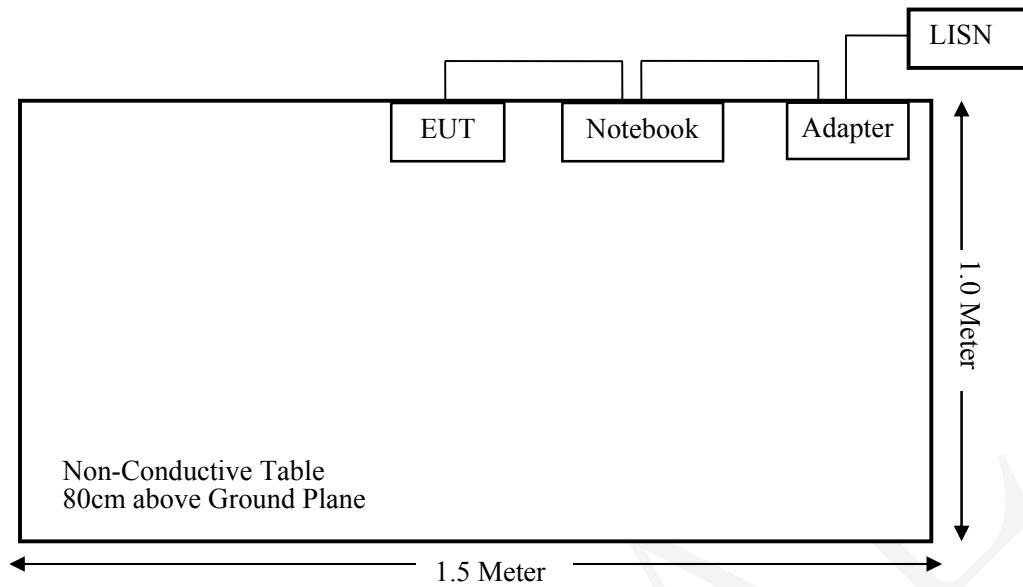 LISN
EUT
Notebook
Adapter
1.0 Meter
Non-Conductive Table
80cm above Ground Plane
1.5 Meter